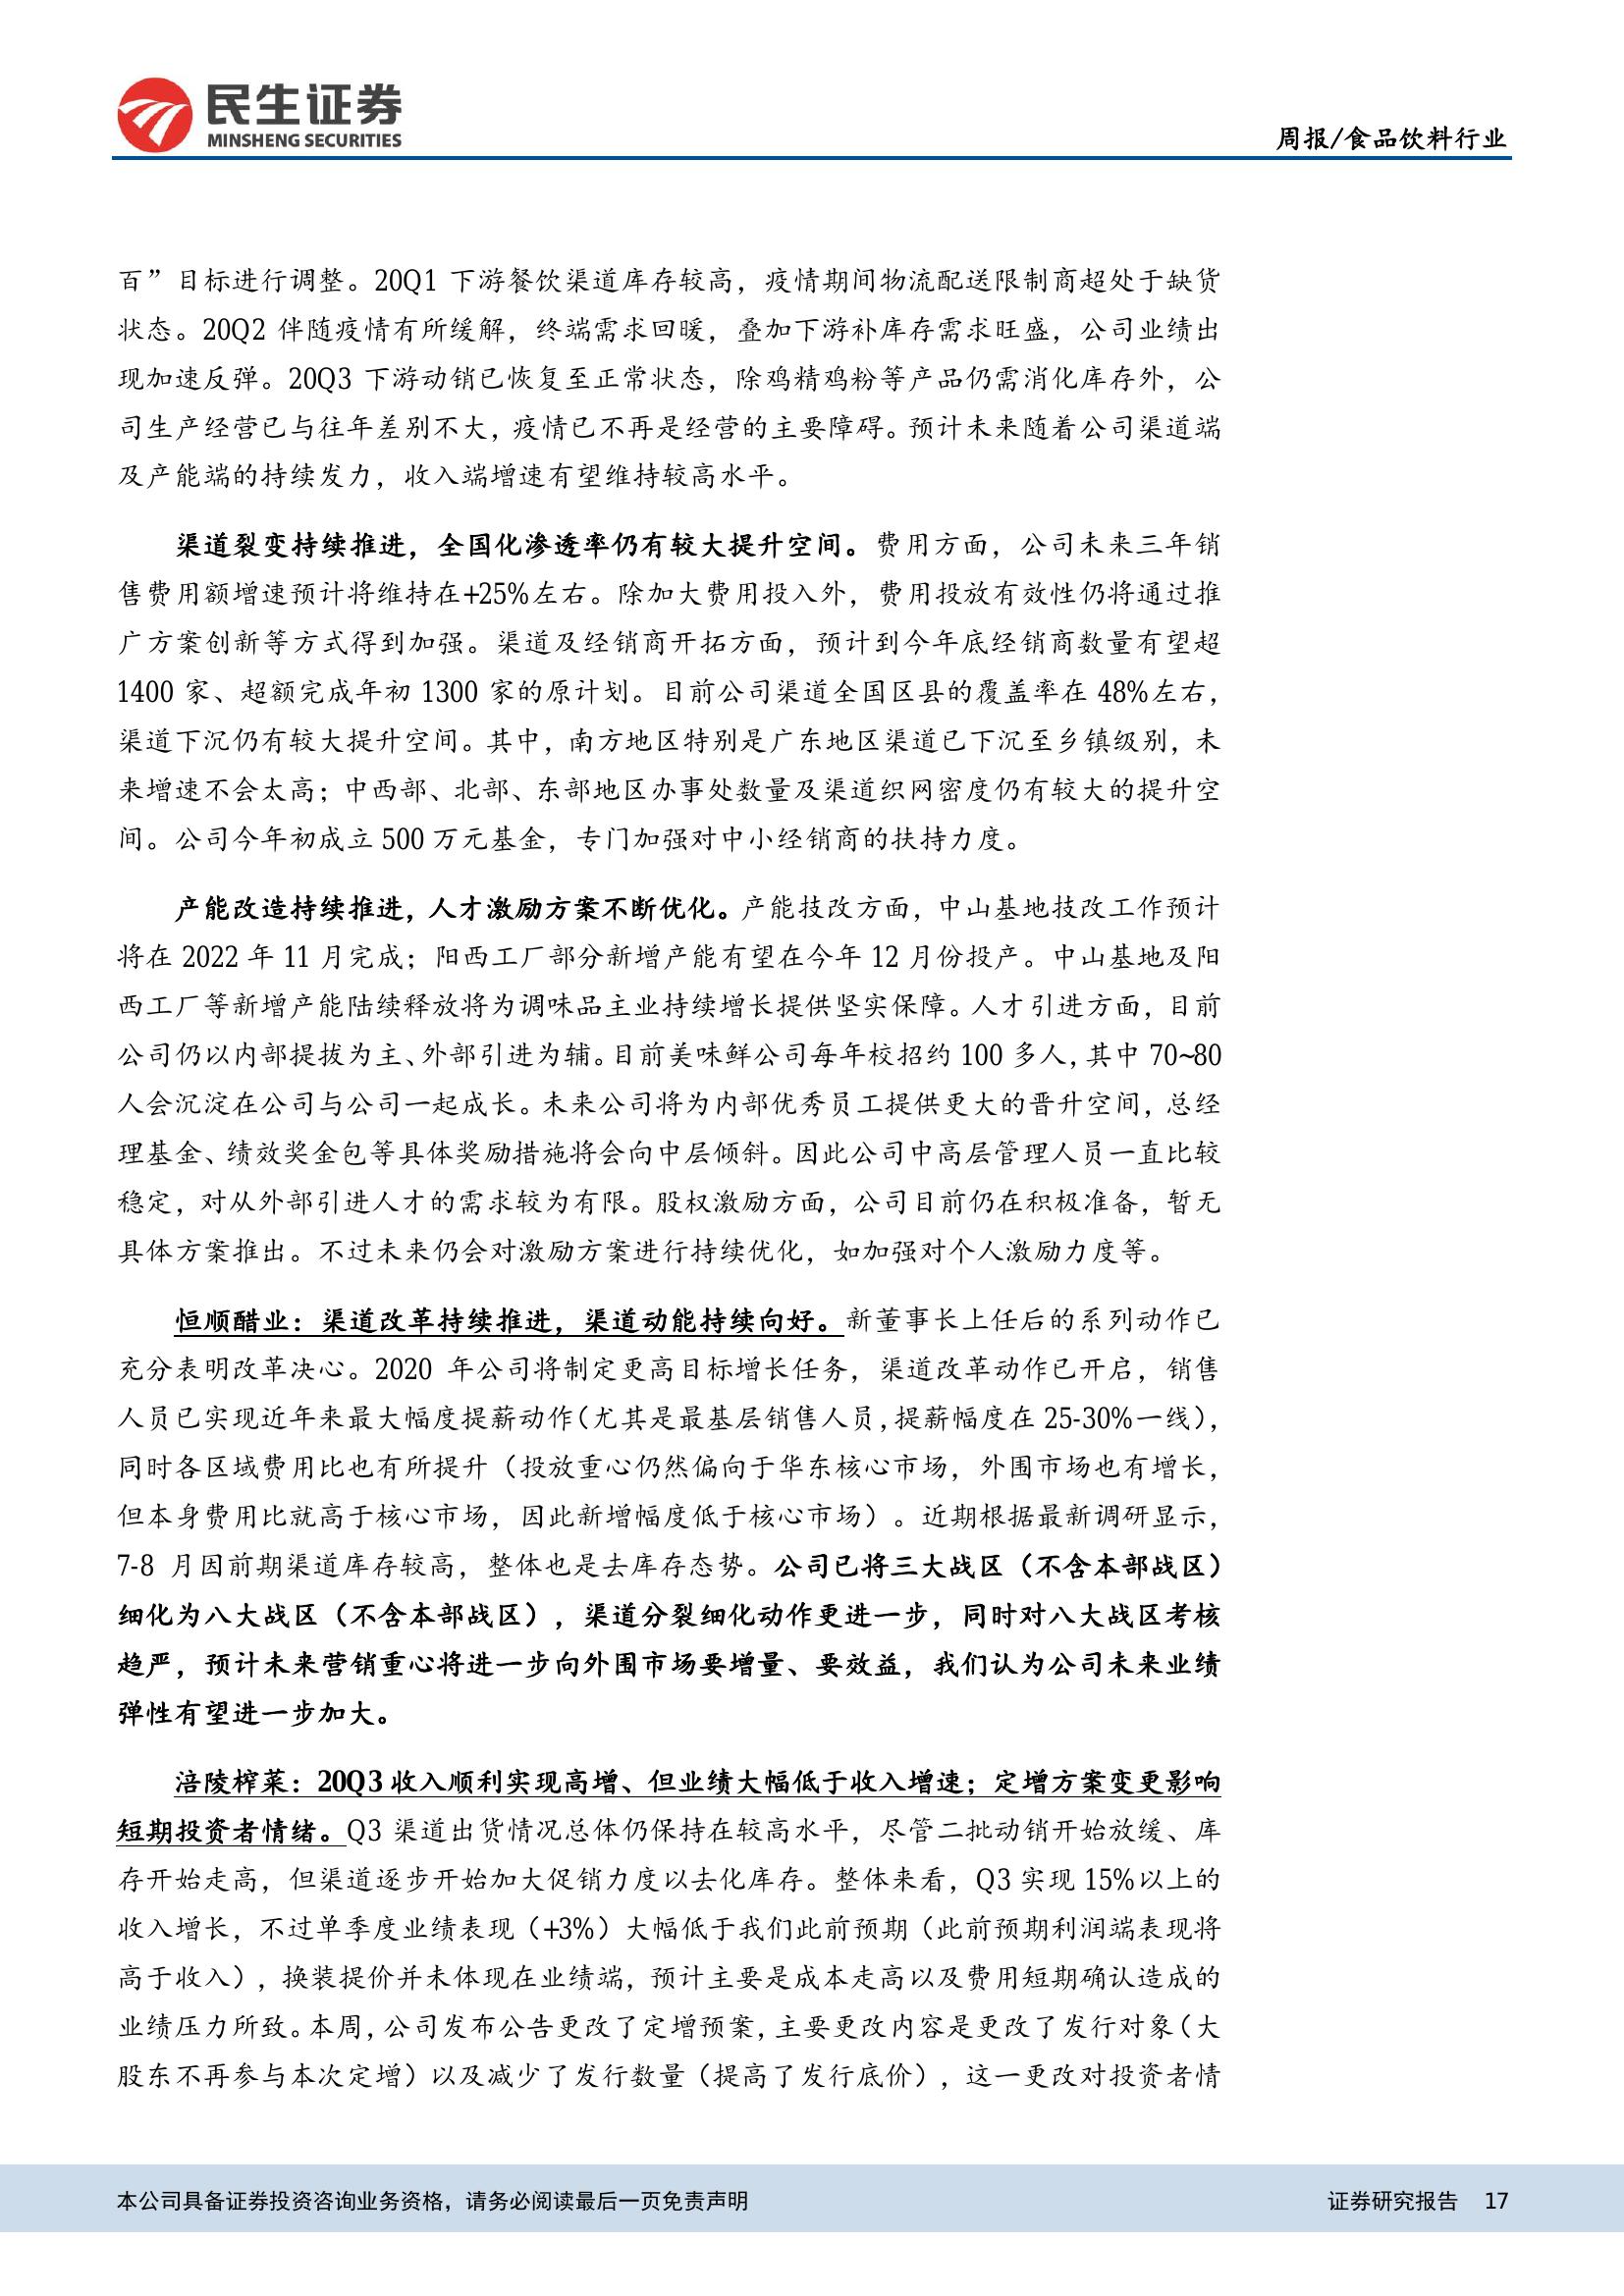 民生证券
MINSHENG SECURITIES
周报/食品饮料行业
百”目标进行调整。20Q1 下游餐饮渠道库存较高，疫情期间物流配送限制商超处于缺货
状态。20Q2 伴随疫情有所缓解，终端需求回暖，叠加下游补库存需求旺盛，公司业绩出
现加速反弹。20Q3 下游动销已恢复至正常状态，除鸡精鸡粉等产品仍需消化库存外，公
司生产经营已与往年差别不大，疫情已不再是经营的主要障碍。预计未来随着公司渠道端
及产能端的持续发力，收入端增速有望维持较高水平。
渠道裂变持续推进，全国化渗透率仍有较大提升空间。费用方面，公司未来三年销
售费用额增速预计将维持在+25%左右。除加大费用投入外，费用投放有效性仍将通过推
广方案创新等方式得到加强。渠道及经销商开拓方面，预计到今年底经销商数量有望超
1400 家、超额完成年初 1300 家的原计划。目前公司渠道全国区县的覆盖率在 48%左右，
渠道下沉仍有较大提升空间。其中，南方地区特别是广东地区渠道已下沉至乡镇级别，未
来增速不会太高；中西部、北部、东部地区办事处数量及渠道织网密度仍有较大的提升空
间。公司今年初成立 500 万元基金，专门加强对中小经销商的扶持力度。
产能改造持续推进，人才激励方案不断优化。产能技改方面，中山基地技改工作预计
将在 2022 年 11 月完成；阳西工厂部分新增产能有望在今年 12 月份投产。中山基地及阳
西工厂等新增产能陆续释放将为调味品主业持续增长提供坚实保障。人才引进方面，目前
公司仍以内部提拔为主、外部引进为辅。目前美味鲜公司每年校招约 100 多人，其中 70~80
人会沉淀在公司与公司一起成长。未来公司将为内部优秀员工提供更大的晋升空间，总经
理基金、绩效奖金包等具体奖励措施将会向中层倾斜。因此公司中高层管理人员一直比较
稳定，对从外部引进人才的需求较为有限。股权激励方面，公司目前仍在积极准备，暂无
具体方案推出。不过未来仍会对激励方案进行持续优化，如加强对个人激励力度等。
恒顺醋业：渠道改革持续推进，渠道动能持续向好。新董事长上任后的系列动作已
充分表明改革决心。2020 年公司将制定更高目标增长任务，渠道改革动作已开启，销售
人员已实现近年来最大幅度提薪动作（尤其是最基层销售人员，提薪幅度在 25-30%一线），
同时各区域费用比也有所提升（投放重心仍然偏向于华东核心市场，外围市场也有增长，
但本身费用比就高于核心市场，因此新增幅度低于核心市场）。近期根据最新调研显示，
7-8 月因前期渠道库存较高，整体也是去库存态势。公司已将三大战区（不含本部战区）
细化为八大战区（不含本部战区），渠道分裂细化动作更进一步，同时对八大战区考核
趋严，预计未来营销重心将进一步向外围市场要增量、要效益，我们认为公司未来业绩
弹性有望进一步加大。
涪陵榨菜：20Q3 收入顺利实现高增、但业绩大幅低于收入增速；定增方案变更影响
短期投资者情绪。Q3 渠道出货情况总体仍保持在较高水平，尽管二批动销开始放缓、库
存开始走高，但渠道逐步开始加大促销力度以去化库存。整体来看，Q3 实现 15%以上的
收入增长，不过单季度业绩表现（+3%）大幅低于我们此前预期（此前预期利润端表现将
高于收入），换装提价并未体现在业绩端，预计主要是成本走高以及费用短期确认造成的
业绩压力所致。本周，公司发布公告更改了定增预案，主要更改内容是更改了发行对象（大
股东不再参与本次定增）以及减少了发行数量（提高了发行底价），这一更改对投资者情
本公司具备证券投资咨询业务资格，请务必阅读最后一页免责声明
证券研究报告 17